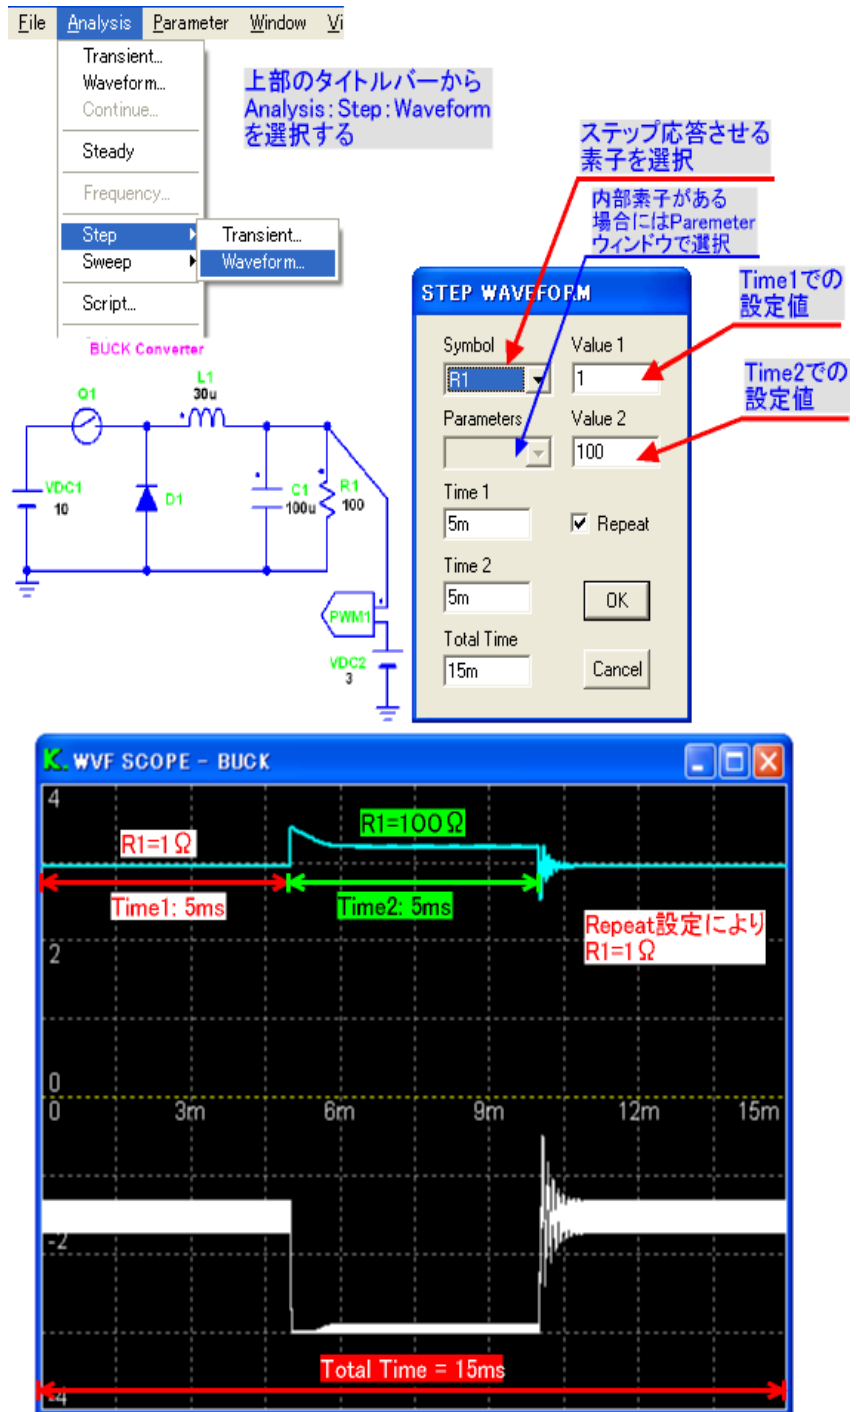 File Analysis Parameter Window Vi
Transient...
Waveform...
Continue...
Steady
Frequency...
Step
Sweep
Script...
Transient...
Waveform...
上部のタイトルバーから
Analysis:Step:Waveform
を選択する
ステップ応答させる
素子を選択
内部素子がある
場合にはParemeter
ウィンドウで選択
Time1での
設定値
Time2での
設定値
STEP WAVEFORM
Symbol
Value 1
R1
1
Parameters
Value 2
100
Time 1
5m
Repeat
Time 2
5m
OK
Total Time
15m
Cancel
BUCK Converter
Q1
L1
30u
VDC1
10
D1
C1
100u
R1
100
PWM1
VDC2
3
WVF SCOPE - BUCK
4
R1=1Ω
R1=100Ω
Time1: 5ms
Time2: 5ms
Repeat設定により
R1=1Ω
2
0
0
3m
6m
9m
12m
15m
-2
Total Time = 15ms
-4